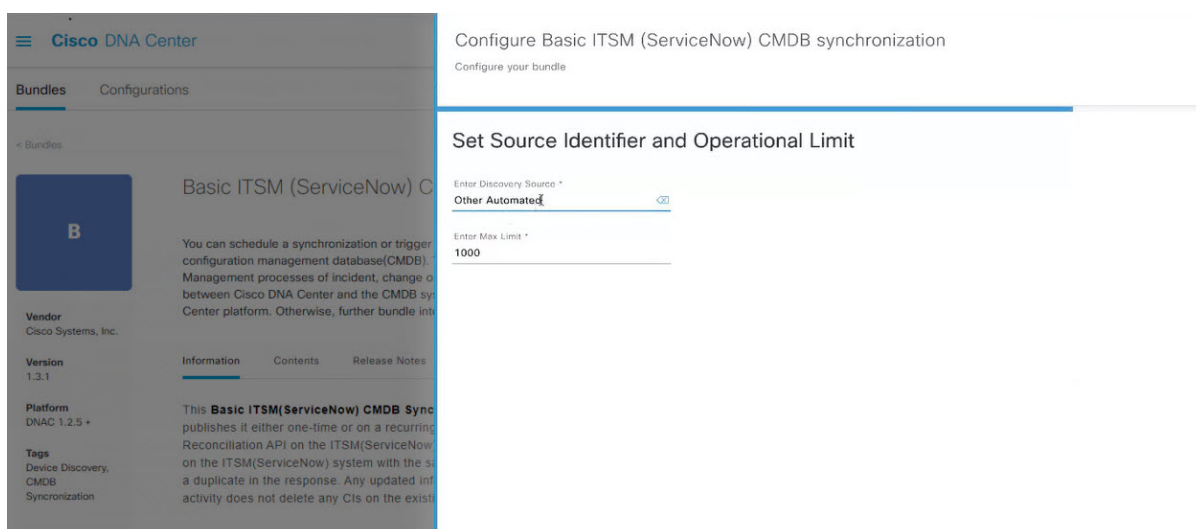 Cisco DNA Center
Bundles Configurations
< Bundles
B
Vendor
Cisco Systems, Inc.
Version
1.3.1
Platform
DNAC 1.2.5 +
Tags
Device Discovery,
CMDB
Syncronization
Basic ITSM (ServiceNow) C
You can schedule a synchronization or trigger
configuration management database(CMDB).
Management processes of incident, change o
between Cisco DNA Center and the CMDB sy
Center platform. Otherwise, further bundle int
Information Contents Release Notes
This Basic ITSM(ServiceNow) CMDB Sync
publishes it either one-time or on a recurring
Reconciliation API on the ITSM(ServiceNow)
on the ITSM(ServiceNow) system with the sa
a duplicate in the response. Any updated inf
activity does not delete any CIs on the existi
Configure Basic ITSM (ServiceNow) CMDB synchronization
Configure your bundle
Set Source Identifier and Operational Limit
Enter Discovery Source *
Other Automated
Enter Max Limit *
1000